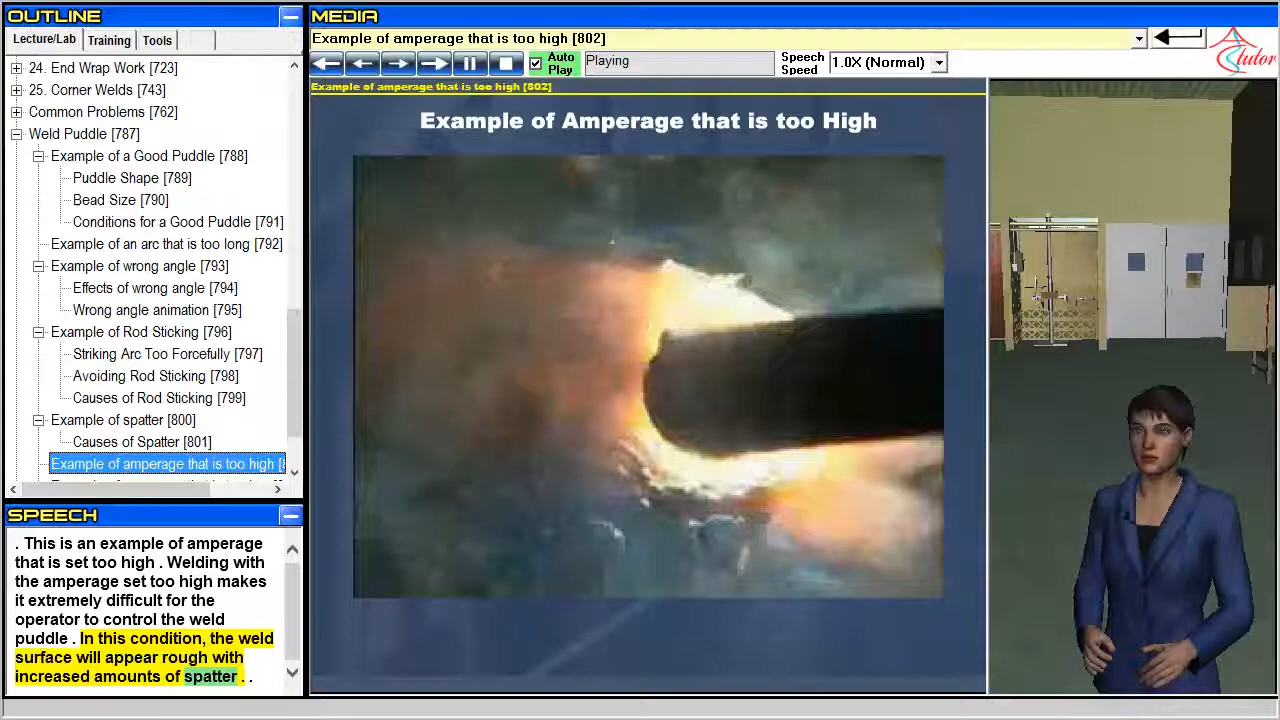 OUTLINE
Lecture/Lab Training Tools
24. End Wrap Work [723]
25. Corner Welds [743]
Common Problems [762]
Weld Puddle [787]
Example of a Good Puddle [788]
Puddle Shape [789]
Bead Size [790]
Conditions for a Good Puddle [791]
Example of an arc that is too long [792]
Example of wrong angle [793]
Effects of wrong angle [794]
Wrong angle animation [795]
Example of Rod Sticking [796]
Striking Arc Too Forcefully [797]
Avoiding Rod Sticking [798]
Causes of Rod Sticking [799]
Example of spatter [800]
Causes of Spatter [801]
Example of amperage that is too high [
SPEECH
. This is an example of amperage
that is set too high . Welding with
the amperage set too high makes
it extremely difficult for the
operator to control the weld
puddle . In this condition, the weld
surface will appear rough with
increased amounts of spatter . .
MEDIA
Example of amperage that is too high [802]
Auto
Play
Playing
Speech
Speed
1.0X (Normal)
tutor
Example of amperage that is too high [802]
Example of Amperage that is too High